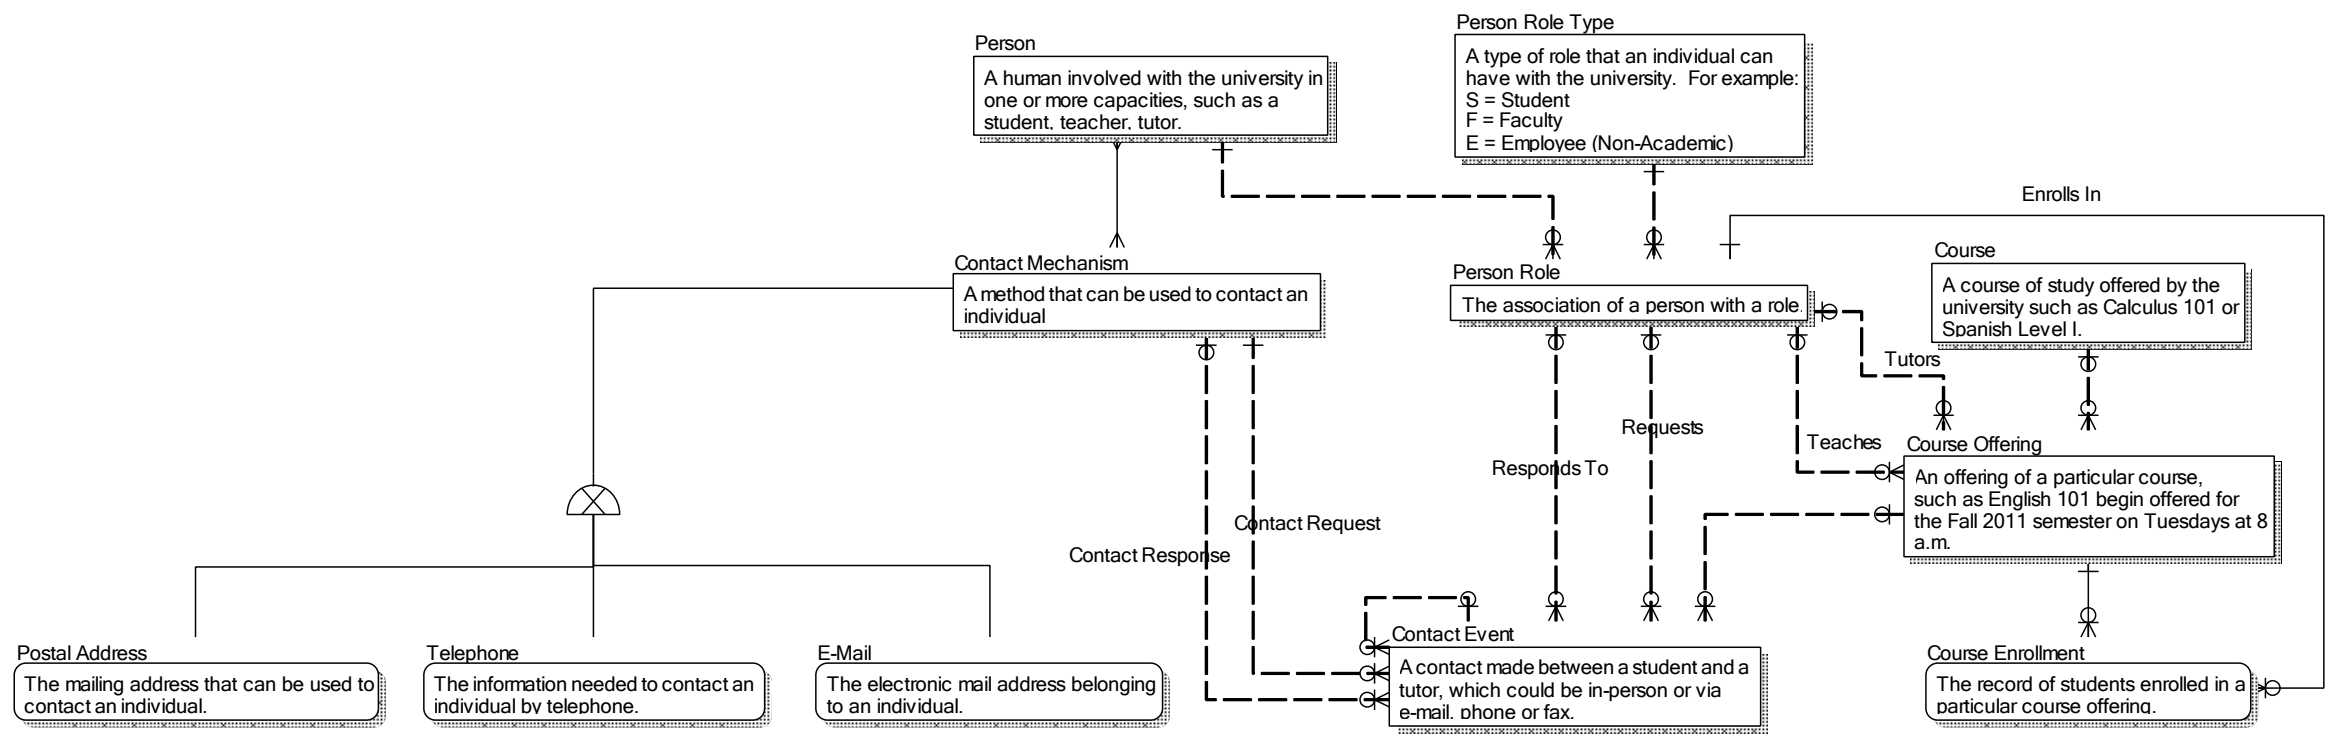 Person Role Type
A type of role that an individual can
have with the university.  For example:
S = Student
F = Faculty
E = Employee (Non-Academic)
Person
A human involved with the university in
one or more capacities, such as a
student, teacher, tutor.
Enrolls In
Contact Mechanism
A method that can be used to contact an
individual
Person Role
The association of a person with a role.
Course
A course of study offered by the
university such as Calculus 101 or
Spanish Level I.
Tutors
Requests
Teaches
Responds To
Course Offering
An offering of a particular course,
such as English 101 begin offered for
the Fall 2011 semester on Tuesdays at 8
a.m.
Contact Request
Contact Response
Postal Address
The mailing address that can be used to
contact an individual.
Telephone
The information needed to contact an
individual by telephone.
E-Mail
The electronic mail address belonging
to an individual.
Contact Event
A contact made between a student and a
tutor, which could be in-person or via
e-mail, phone or fax.
Course Enrollment
The record of students enrolled in a
particular course offering.